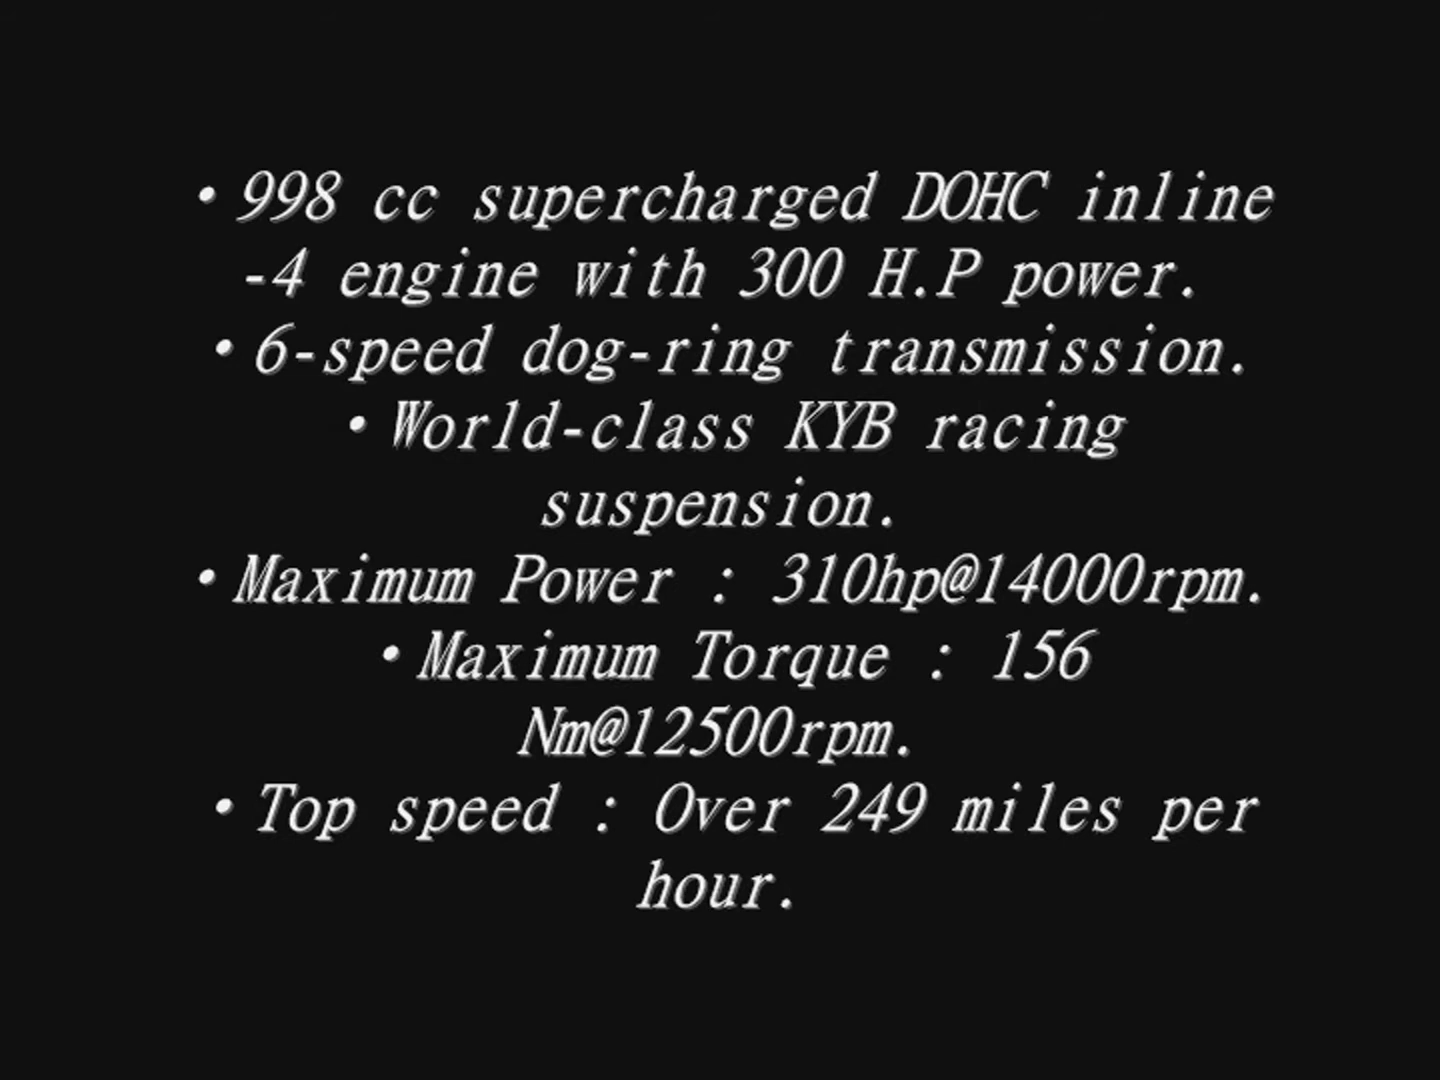 • 998 cc supercharged DOHC inline
-4 engine with 300 H.P power.
• 6-speed dog-ring transmission.
• World-class KYB racing
suspension.
• Maximum Power : 310hp@14000rpm.
• Maximum Torque : 156
Nm@12500rpm.
• Top speed : Over 249 miles per
hour.